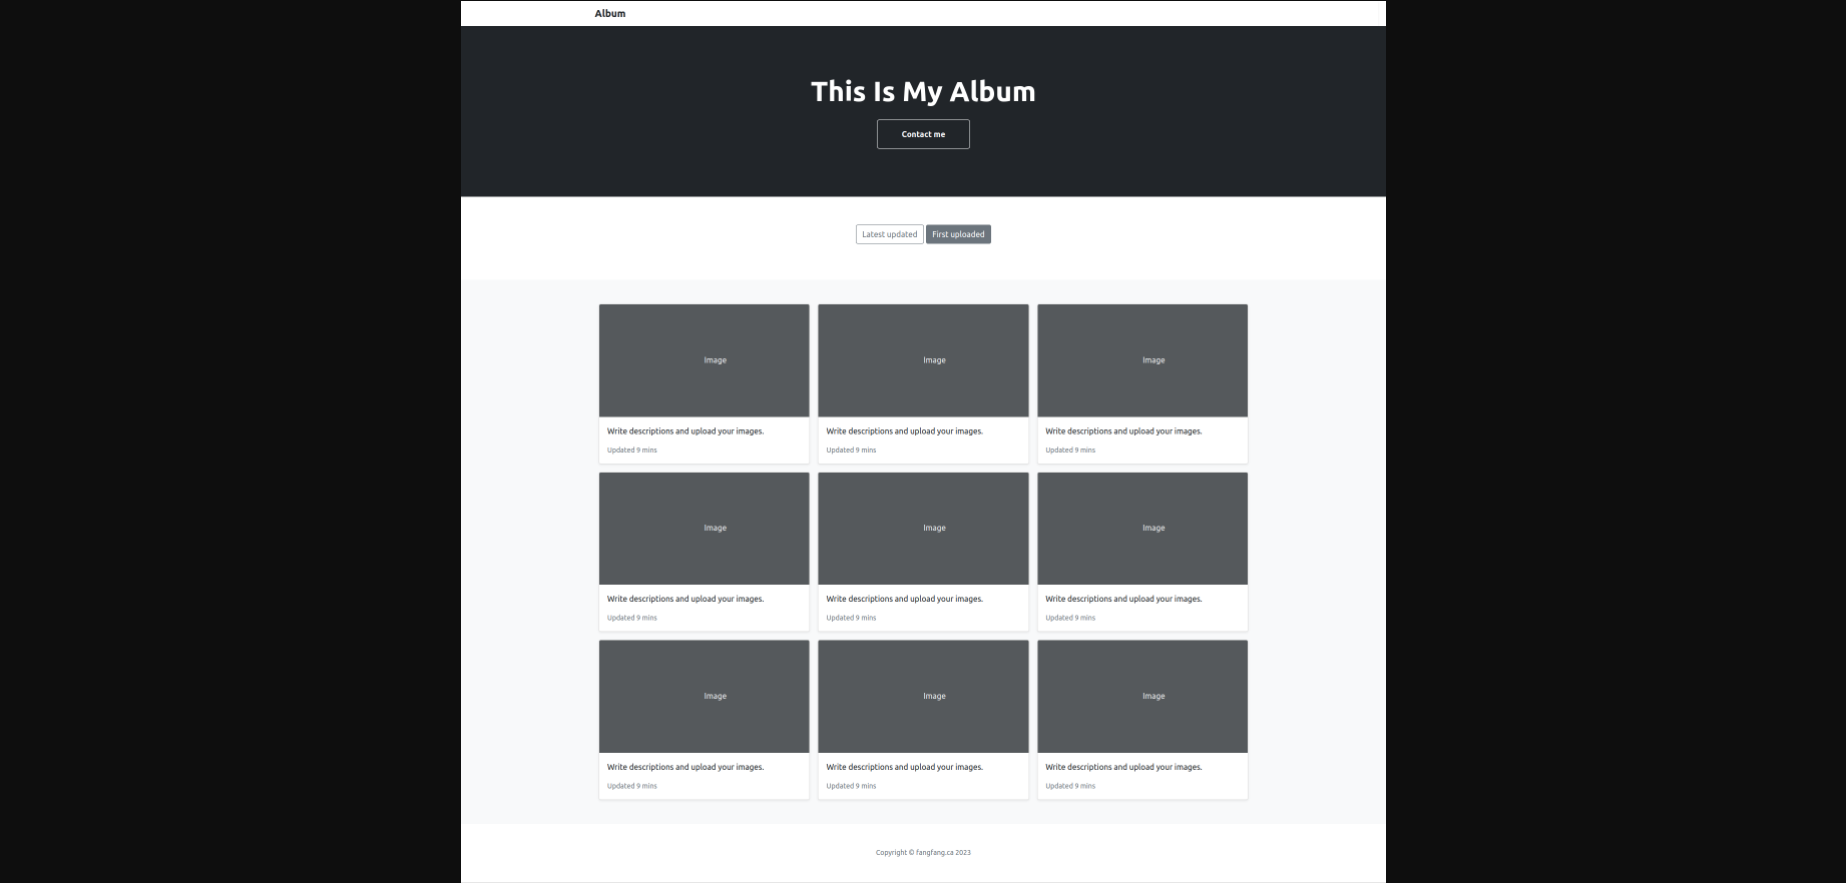 Album
This Is My Album
Contact me
Latest updated First uploaded
Image Image Image
Write descriptions and upload your images. Write descriptions and upload your images. Write descriptions and upload your images.
Updated 9 mins Updated 9 mins Updated 9 mins
Image Image Image
Write descriptions and upload your images. Write descriptions and upload your images. Write descriptions and upload your images.
Updated 9 mins Updated 9 mins Updated 9 mins
Image Image Image
Write descriptions and upload your images. Write descriptions and upload your images. Write descriptions and upload your images.
Updated 9 mins Updated 9 mins Updated 9 mins
Copyright © fangfang.ca 2023